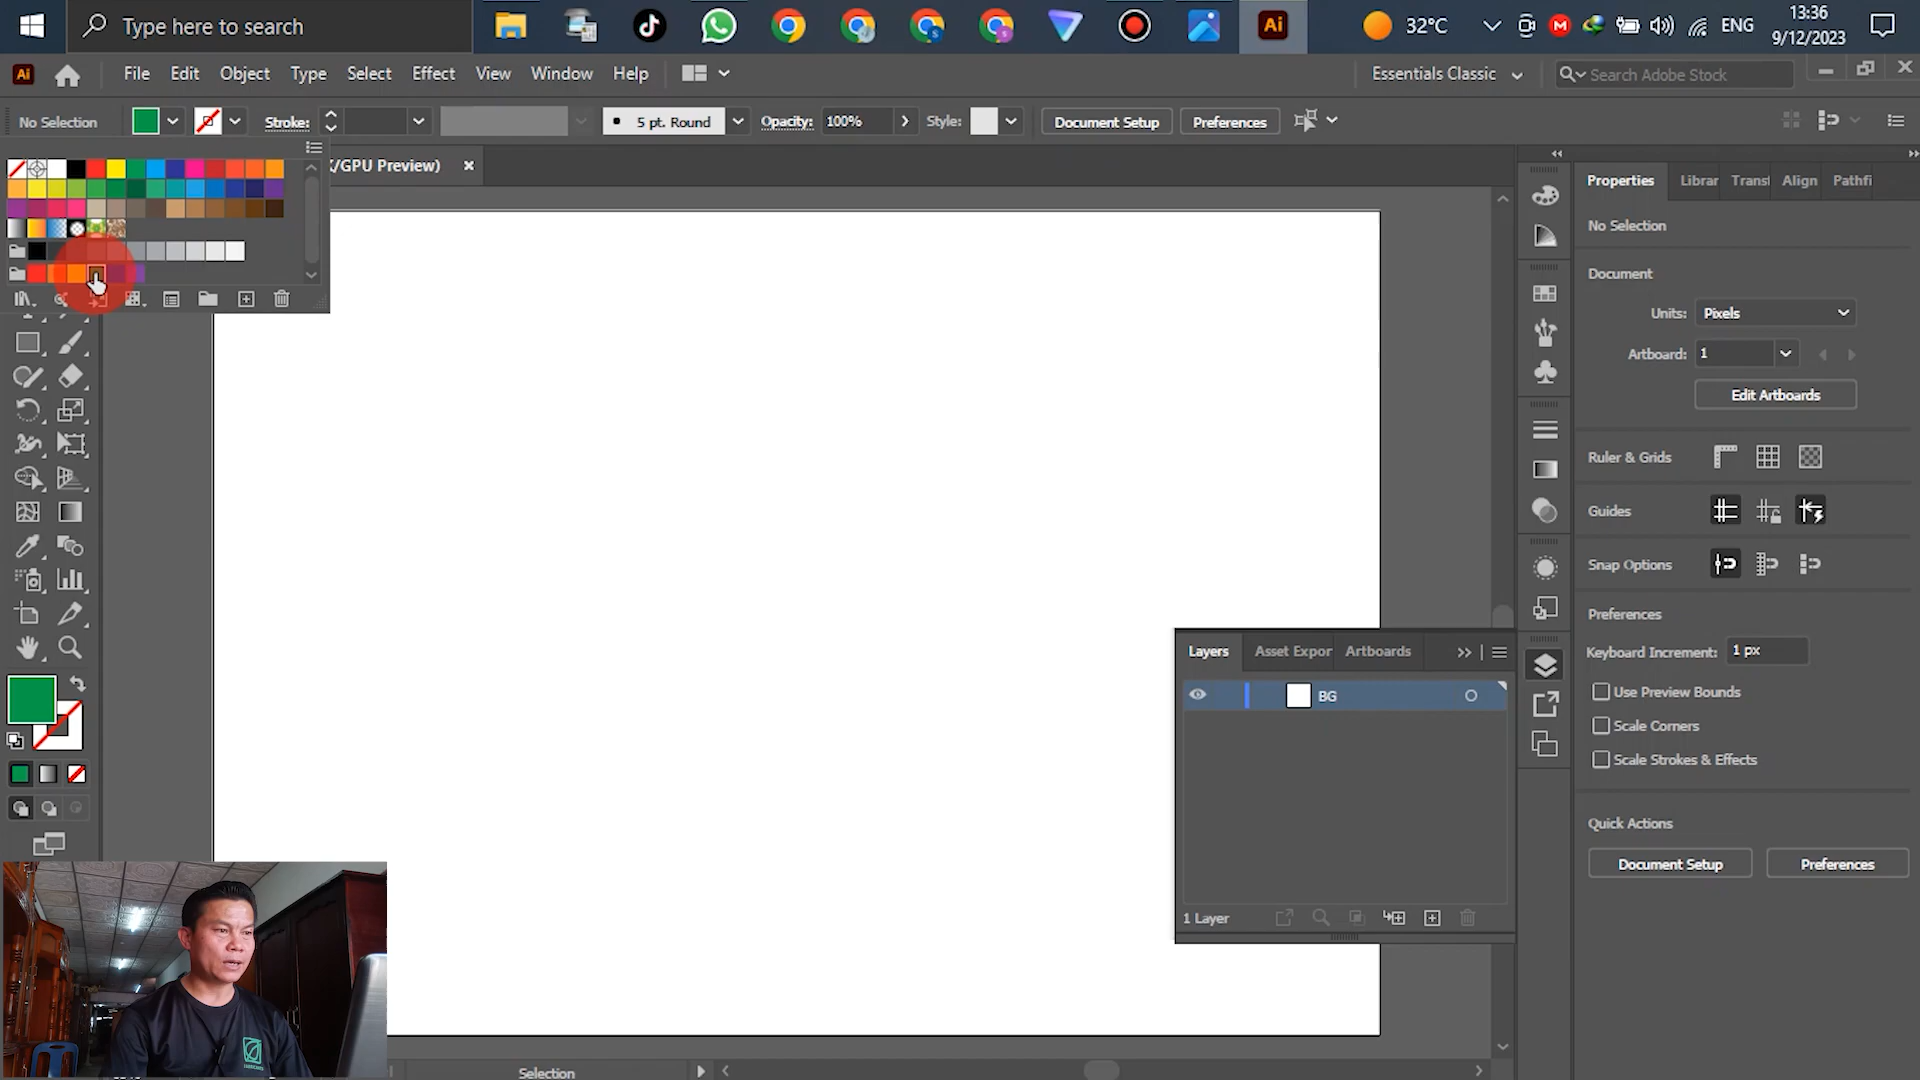 Type here to search
32°C
ENG
13:36
9/12/2023
Ai
Ai
File Edit Object Type Select Effect View Window Help
Essentials Classic
Search Adobe Stock
No Selection
Stroke:
5 pt. Round
Opacity: 100%
Style:
Document Setup
Preferences
/GPU Preview)
Properties Librar Transf Align Pathfi
No Selection
Document
Units: Pixels
Artboard: 1
Edit Artboards
Ruler & Grids
Guides
Snap Options
Preferences
Keyboard Increment: 1 px
Use Preview Bounds
Scale Corners
Scale Strokes & Effects
Quick Actions
Document Setup Preferences
Layers Asset Expor Artboards
BG
1 Layer
Selection